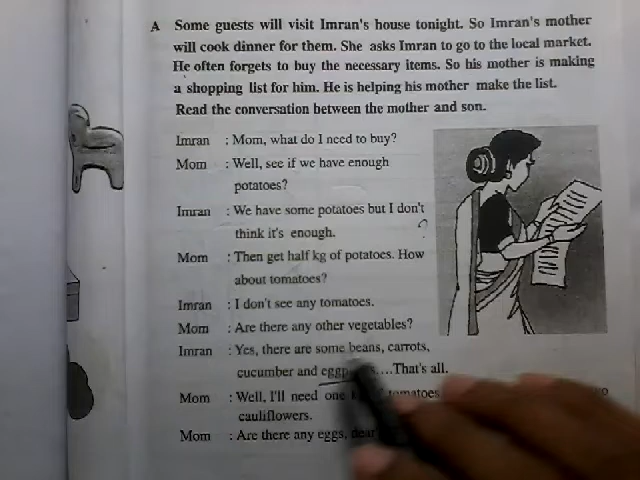 A Some guests will visit Imran's house tonight. So Imran's mother
will cook dinner for them. She asks Imran to go to the local market.
He often forgets to buy the necessary items. So his mother is making
a shopping list for him. He is helping his mother make the list.
Read the conversation between the mother and son.
Imran : Mom, what do I need to buy?
Mom : Well, see if we have enough
potatoes?
Imran : We have some potatoes but I don't
think it's enough.
Mom : Then get half kg of potatoes. How
about tomatoes?
Imran : I don't see any tomatoes.
Mom : Are there any other vegetables?
Imran : Yes, there are some beans, carrots,
cucumber and ....That's all.
Mom : Well, I'll need one tomatoes
cauliflowers.
Mom : Are there any eggs, dear